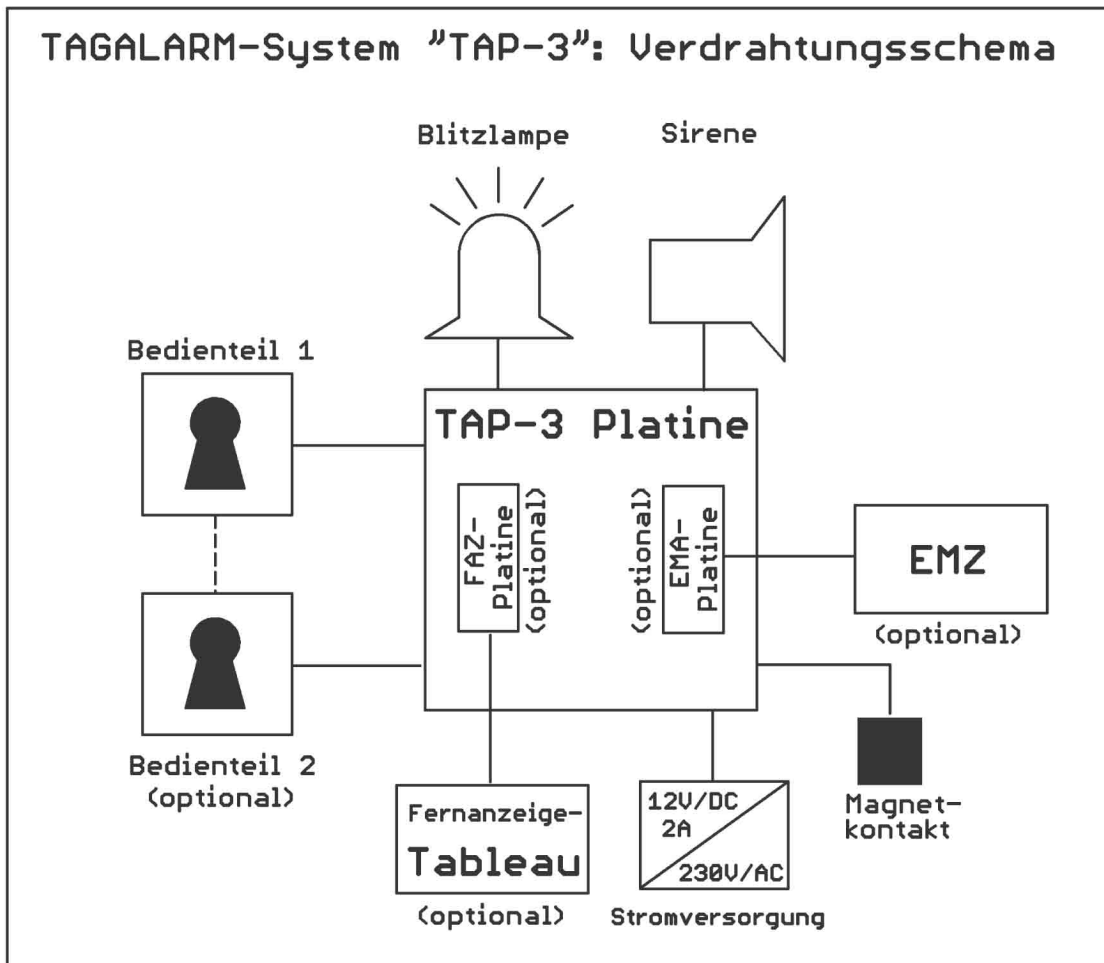 TAGALARM-System "TAP-3": Verdrahtungsschema
Blitzlampe
Sirene
Bedienteil 1
TAP-3 Platine
FAZ-
Platine
(optional)
(optional)
EMA-
Platine
EMZ
(optional)
Bedienteil 2
(optional)
Fernanzeige-
Tableau
(optional)
12V/DC
2A
230V/AC
Stromversorgung
Magnet-
kontakt